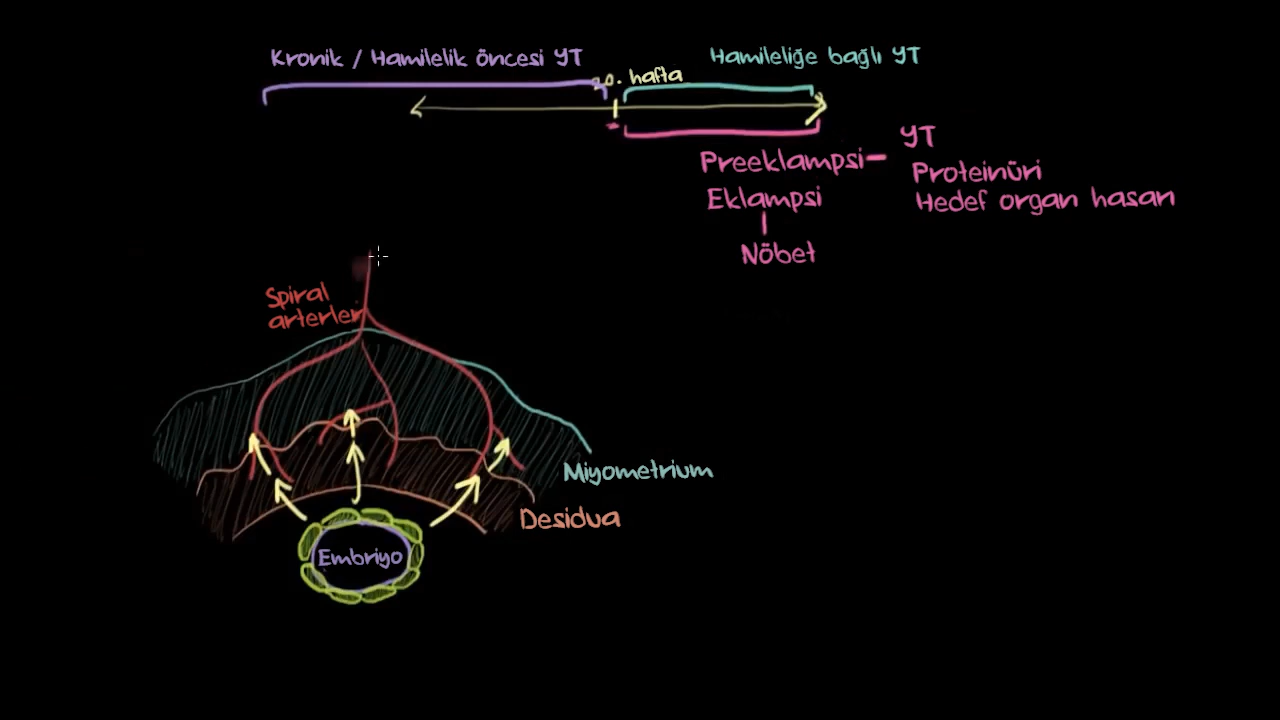 Kronik / Hamilelik öncesi YT
Hamileliğe bağlı YT
20. hafta
YT
Preeklampsi
Proteinüri
Eklampsi
Hedef organ hasarı
Nöbet
Spiral
arterler
Miyometrium
Desidua
Embriyo